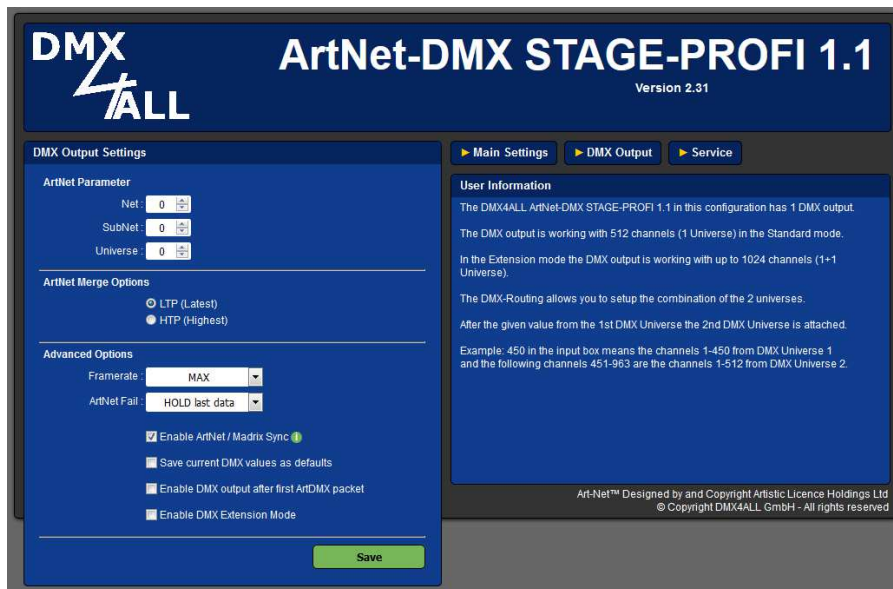 DMX
4
ALL
ArtNet-DMX STAGE-PROFI 1.1
Version 2.31
DMX Output Settings
ArtNet Parameter
Net : 0
SubNet : 0
Universe : 0
ArtNet Merge Options
LTP (Latest)
HTP (Highest)
Advanced Options
Framerate : MAX
ArtNet Fail : HOLD last data
Enable ArtNet / Madrix Sync i
Save current DMX values as defaults
Enable DMX output after first ArtDMX packet
Enable DMX Extension Mode
Save
Main Settings
DMX Output
Service
User Information
The DMX4ALL ArtNet-DMX STAGE-PROFI 1.1 in this configuration has 1 DMX output.
The DMX output is working with 512 channels (1 Universe) in the Standard mode.
In the Extension mode the DMX output is working with up to 1024 channels (1+1
Universe).
The DMX-Routing allows you to setup the combination of the 2 universes.
After the given value from the 1st DMX Universe the 2nd DMX Universe is attached.
Example: 450 in the input box means the channels 1-450 from DMX Universe 1
and the following channels 451-963 are the channels 1-512 from DMX Universe 2.
Art-Net™ Designed by and Copyright Artistic Licence Holdings Ltd
© Copyright DMX4ALL GmbH - All rights reserved